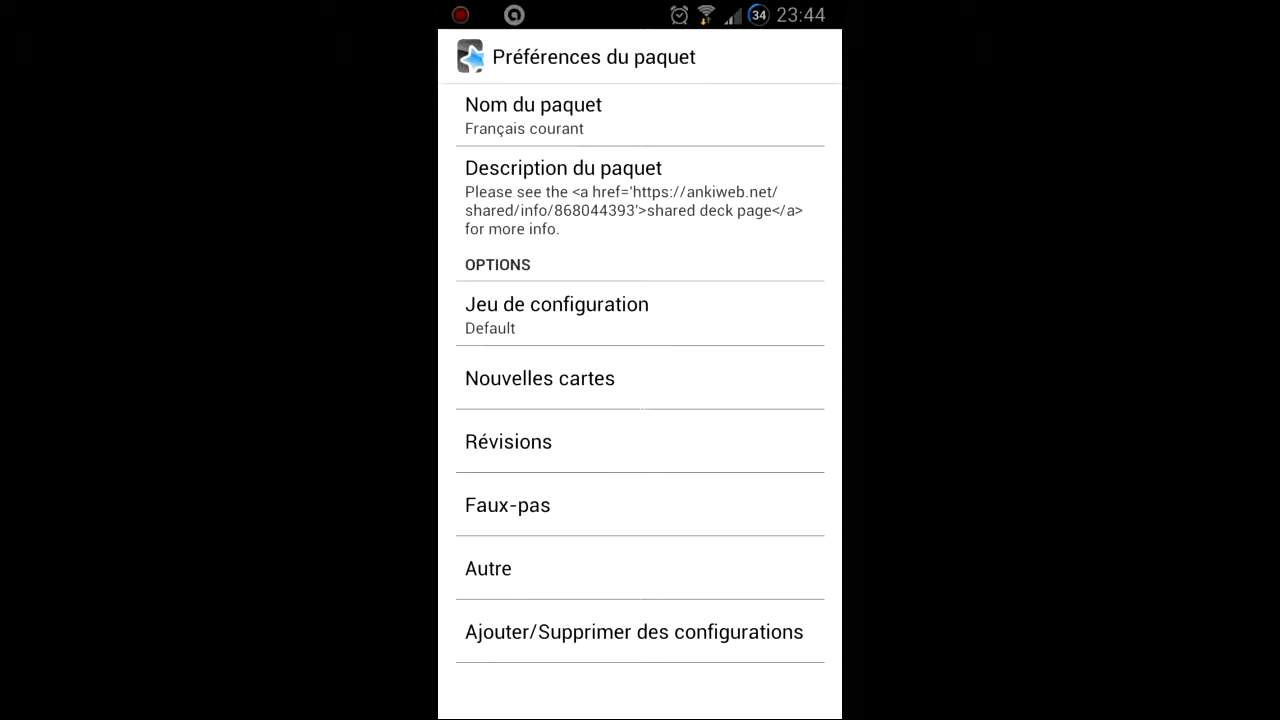 34 23:44
Préférences du paquet
Nom du paquet
Français courant
Description du paquet
Please see the <a href='https://ankiweb.net/
shared/info/868044393'>shared deck page</a>
for more info.
OPTIONS
Jeu de configuration
Default
Nouvelles cartes
Révisions
Faux-pas
Autre
Ajouter/Supprimer des configurations